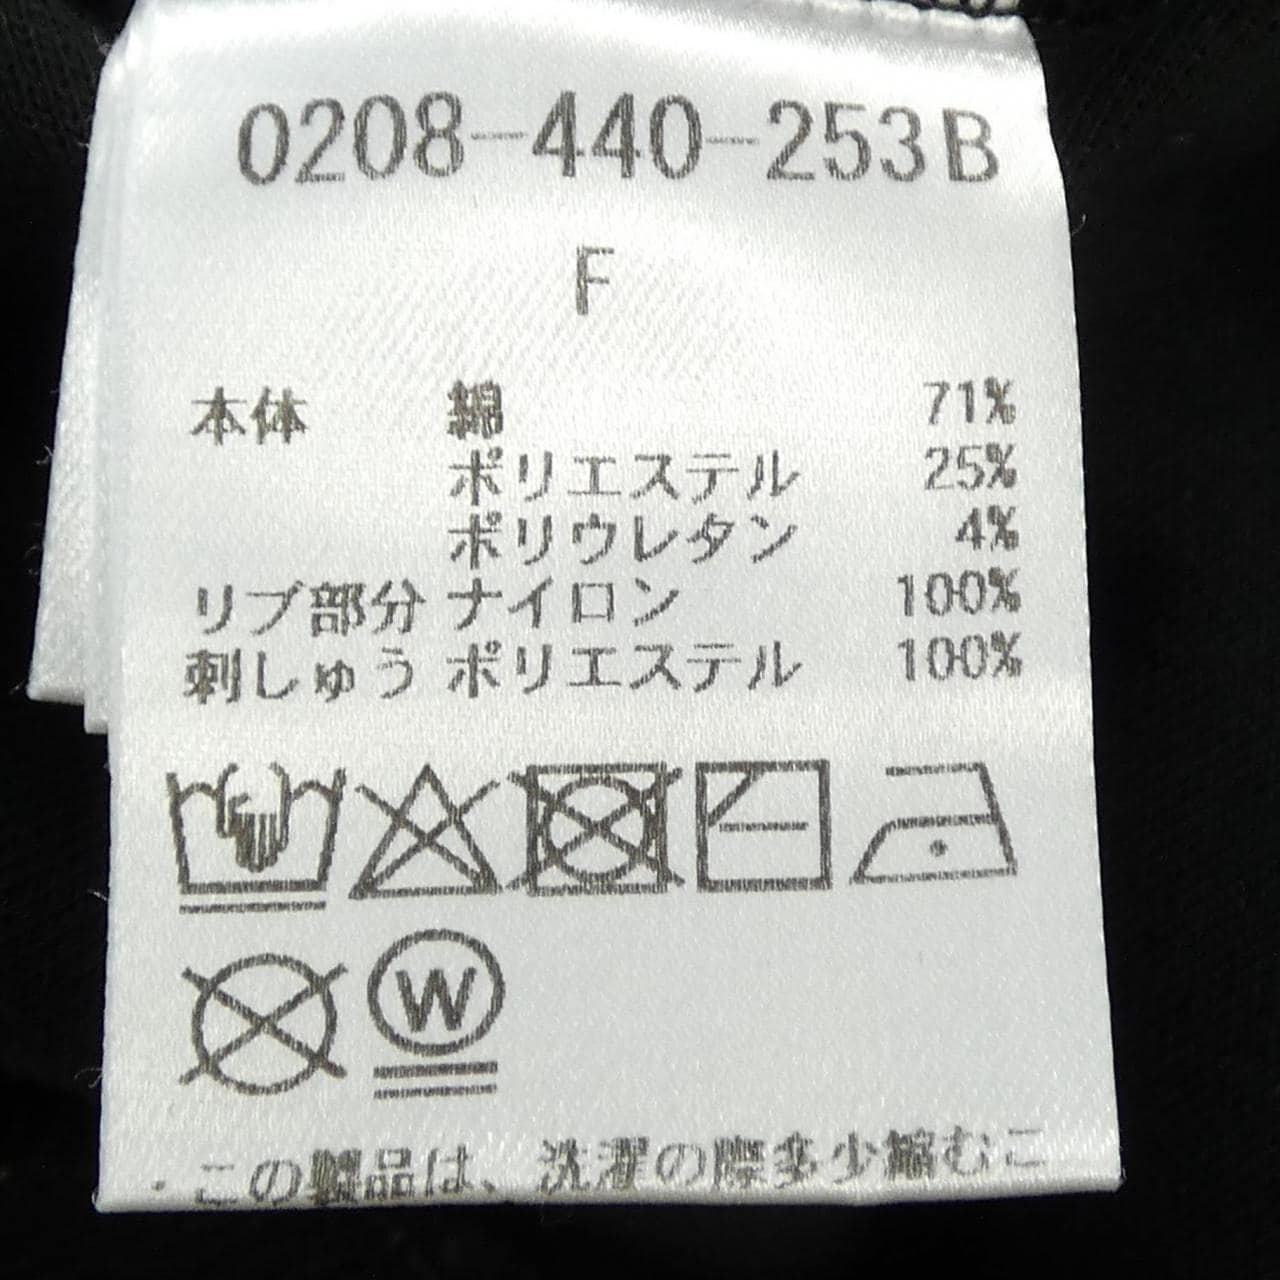 0208-440-253B
F
本体 綿 71%
ポリエステル 25%
ポリウレタン 4%
リブ部分 ナイロン 100%
刺しゅう ポリエステル 100%
W
・この製品は、洗濯の際多少縮むこ